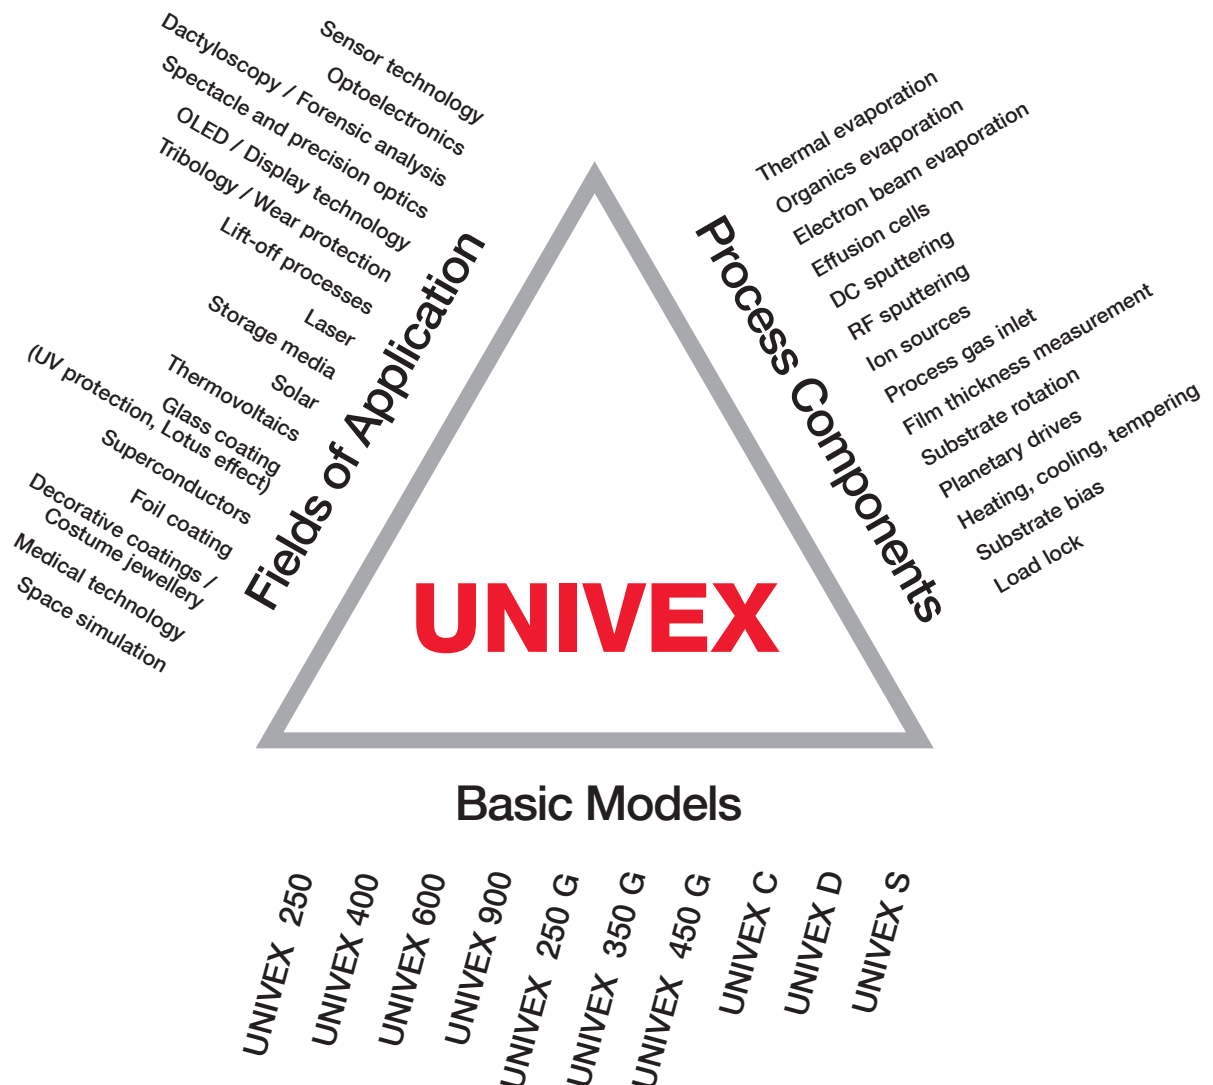 Sensor technology
Optoelectronics
Dactyloscopy / Forensic analysis
Spectacle and precision optics
OLED / Display technology
Tribology / Wear protection
Lift-off processes
Laser
Storage media
Solar
Thermovoltaics
Glass coating
(UV protection, Lotus effect)
Superconductors
Foil coating
Decorative coatings /
Costume jewellery
Medical technology
Space simulation
Fields of Application
Process Components
Thermal evaporation
Organics evaporation
Electron beam evaporation
Effusion cells
DC sputtering
RF sputtering
Ion sources
Process gas inlet
Film thickness measurement
Substrate rotation
Planetary drives
Heating, cooling, tempering
Substrate bias
Load lock
UNIVEX
Basic Models
UNIVEX 250
UNIVEX 400
UNIVEX 600
UNIVEX 900
UNIVEX 250 G
UNIVEX 350 G
UNIVEX 450 G
UNIVEX C
UNIVEX D
UNIVEX S